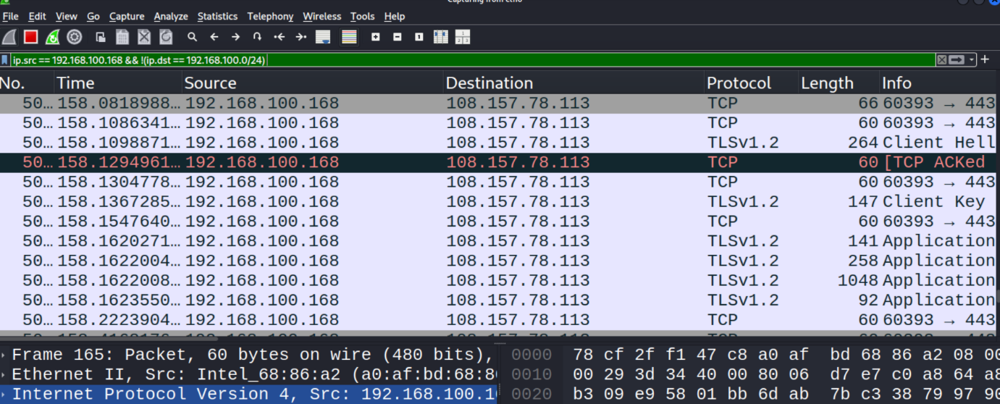 Capturing from eth0
File Edit View Go Capture Analyze Statistics Telephony Wireless Tools Help
ip.src == 192.168.100.168 && !(ip.dst == 192.168.100.0/24)
No. Time Source Destination Protocol Length Info
50… 158.0818988… 192.168.100.168 108.157.78.113 TCP 66 60393 → 443
50… 158.1086341… 192.168.100.168 108.157.78.113 TCP 60 60393 → 443
50… 158.1098871… 192.168.100.168 108.157.78.113 TLSv1.2 264 Client Hell
50… 158.1294961… 192.168.100.168 108.157.78.113 TCP 60 [TCP ACKed
50… 158.1304778… 192.168.100.168 108.157.78.113 TCP 60 60393 → 443
50… 158.1367285… 192.168.100.168 108.157.78.113 TLSv1.2 147 Client Key
50… 158.1547640… 192.168.100.168 108.157.78.113 TCP 60 60393 → 443
50… 158.1620271… 192.168.100.168 108.157.78.113 TLSv1.2 141 Application
50… 158.1622004… 192.168.100.168 108.157.78.113 TLSv1.2 258 Application
50… 158.1622008… 192.168.100.168 108.157.78.113 TLSv1.2 1048 Application
50… 158.1623550… 192.168.100.168 108.157.78.113 TLSv1.2 92 Application
50… 158.2223904… 192.168.100.168 108.157.78.113 TCP 60 60393 → 443
Frame 165: Packet, 60 bytes on wire (480 bits), 0000 78 cf 2f f1 47 c8 a0 af bd 68 86 a2 08 00
Ethernet II, Src: Intel_68:86:a2 (a0:af:bd:68:8 0010 00 29 3d 34 40 00 80 06 d7 e7 c0 a8 64 a8
Internet Protocol Version 4, Src: 192.168.100.1 0020 b3 09 e9 58 01 bb 6d ab 7b c3 38 79 97 90